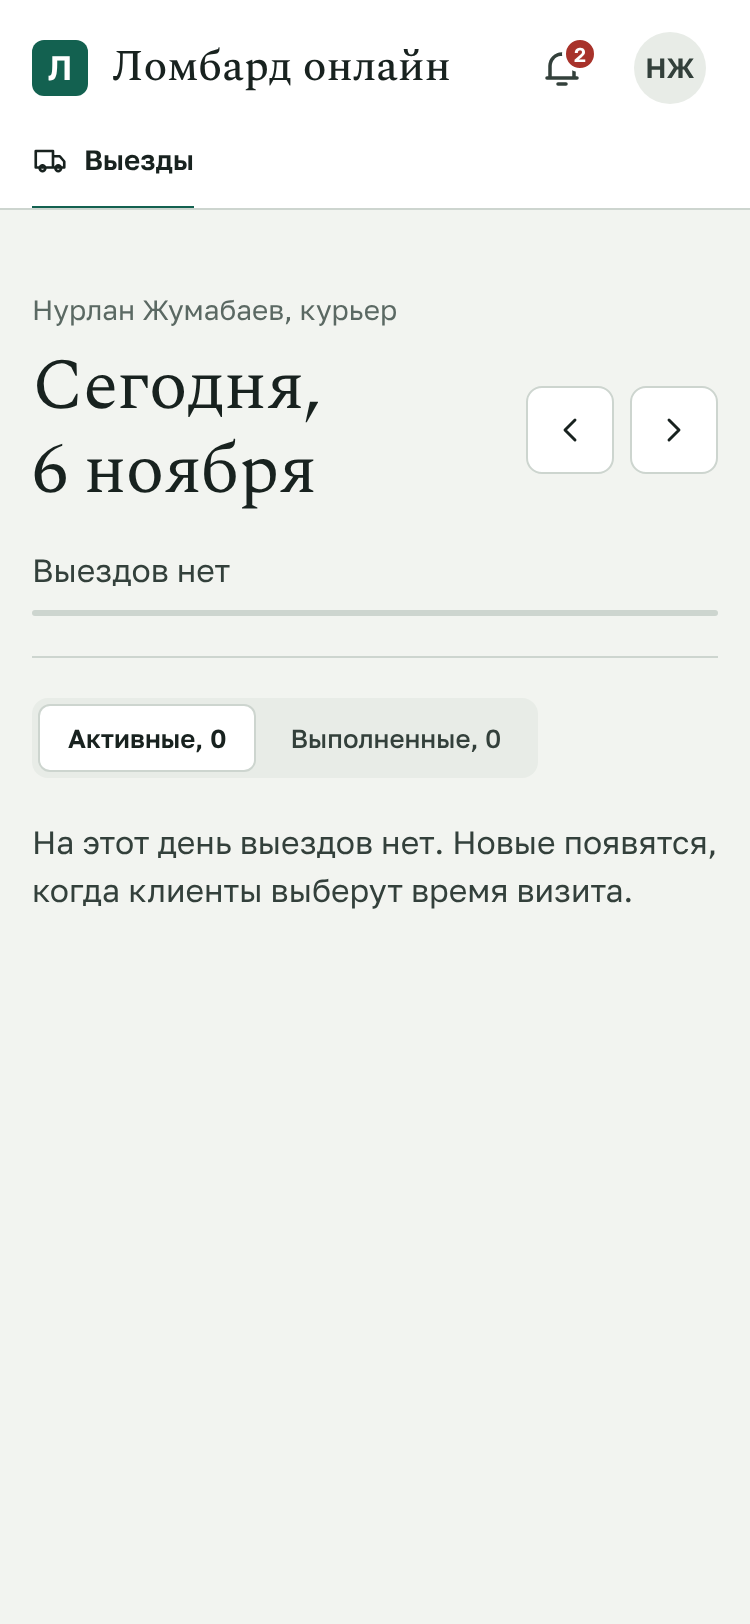 Л Ломбард онлайн 2 НЖ
Выезды
Нурлан Жумабаев, курьер
Сегодня,
6 ноября
Выездов нет
Активные, 0 Выполненные, 0
На этот день выездов нет. Новые появятся,
когда клиенты выберут время визита.